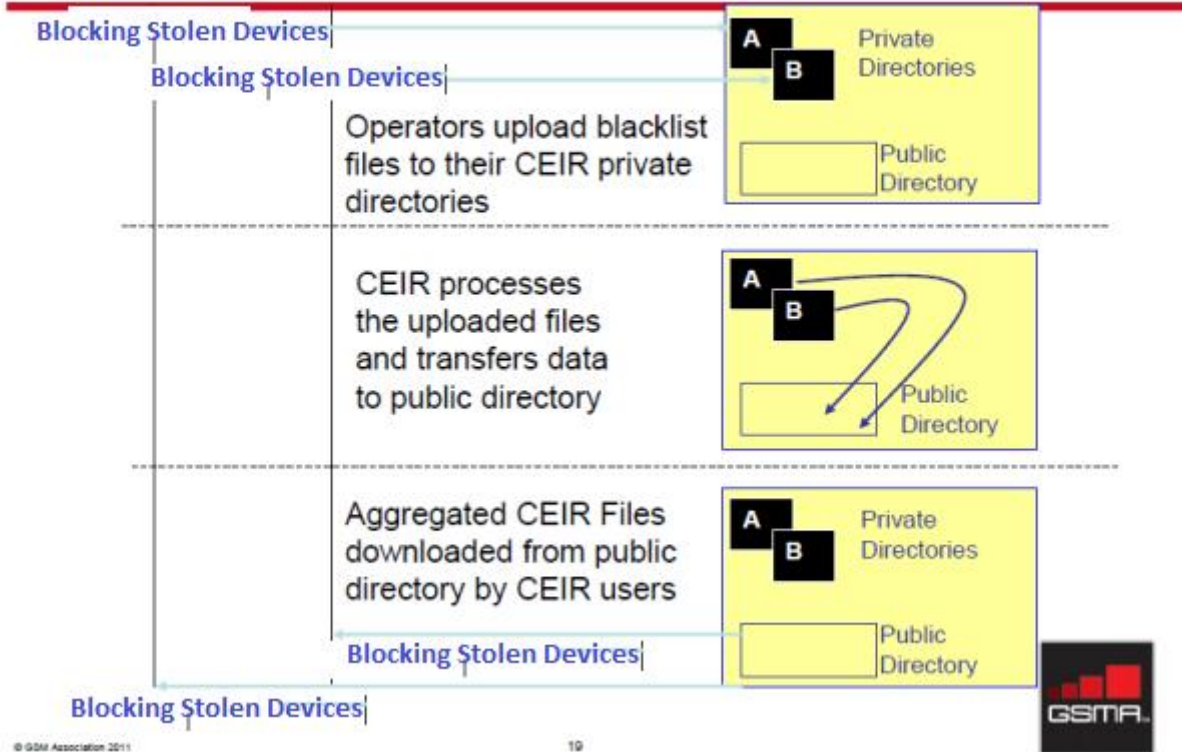 Blocking Stolen Devices
Blocking Stolen Devices
A
B
Private
Directories
Operators upload blacklist
files to their CEIR private
directories
Public
Directory
CEIR processes
the uploaded files
and transfers data
to public directory
A
B
Public
Directory
Aggregated CEIR Files
downloaded from public
directory by CEIR users
A
B
Private
Directories
Public
Directory
Blocking Stolen Devices
Blocking Stolen Devices
GSMA
© GSM Association 2011
19